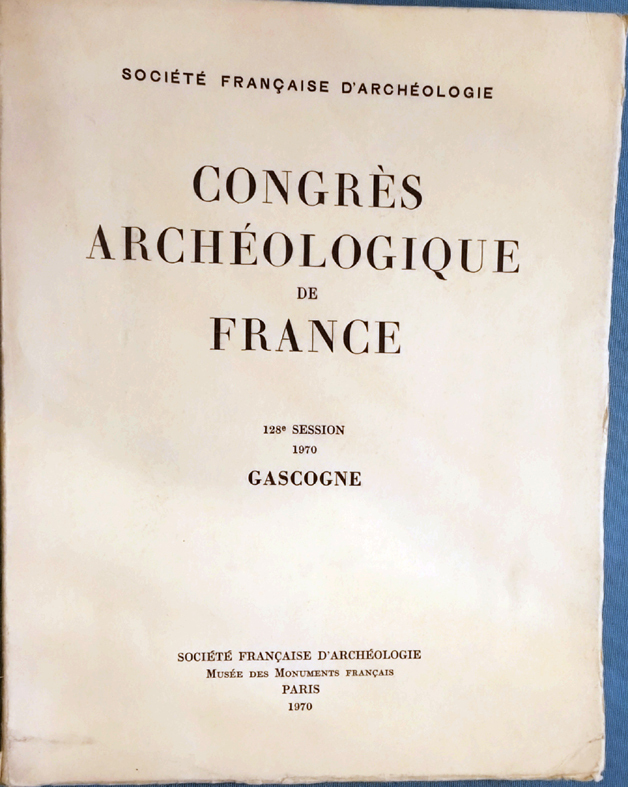 SOCIÉTÉ FRANÇAISE D'ARCHÉOLOGIE
CONGRÈS
ARCHÉOLOGIQUE
DE
FRANCE
128e SESSION
1970
GASCOGNE
SOCIÉTÉ FRANÇAISE D'ARCHÉOLOGIE
MUSÉE DES MONUMENTS FRANÇAIS
PARIS
1970